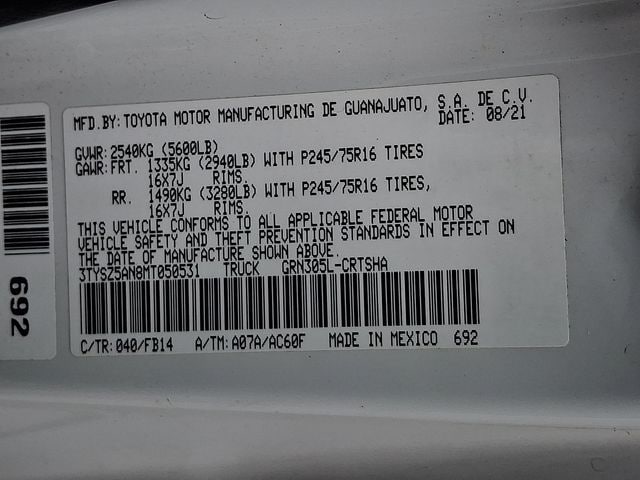 MFD.BY:TOYOTA MOTOR MANUFACTURING DE GUANAJUATO, S.A. DE C.V.
DATE: 08/21
GVWR:2540KG (5600LB)
GAWR:FRT. 1335KG (2940LB) WITH P245/75R16 TIRES
16X7J RIMS.
RR. 1490KG (3280LB) WITH P245/75R16 TIRES,
16X7J RIMS.
THIS VEHICLE CONFORMS TO ALL APPLICABLE FEDERAL MOTOR
VEHICLE SAFETY AND THEFT PREVENTION STANDARDS IN EFFECT ON
THE DATE OF MANUFACTURE SHOWN ABOVE.
3TYSZ5AN8MT050531 TRUCK GRN305L-CRTSHA
C/TR:040/FB14 A/TM:A07A/AC60F MADE IN MEXICO 692
692